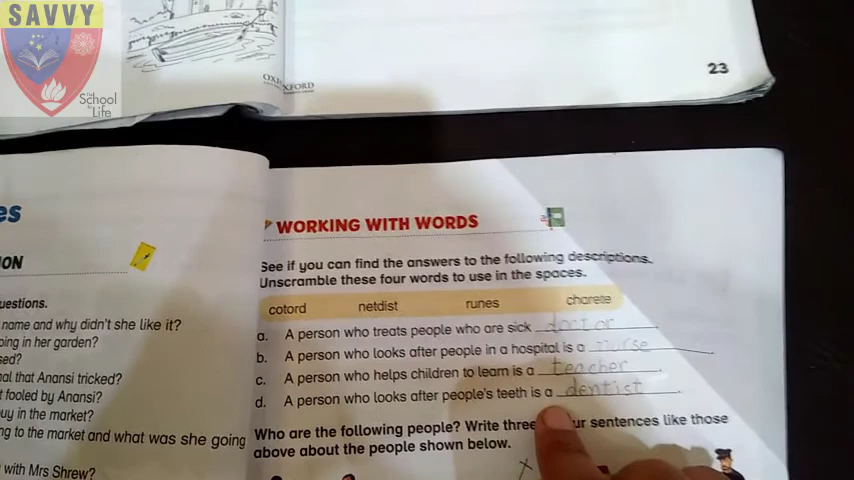 SAVVY
The School for Life
OXFORD
23
es
ION
uestions.
name and why didn't she like it?
oing in her garden?
sed?
al that Anansi tricked?
t fooled by Anansi?
uy in the market?
ng to the market and what was she going
with Mrs Shrew?
WORKING WITH WORDS
See if you can find the answers to the following descriptions.
Unscramble these four words to use in the spaces.
cotord netdist runes charete
a. A person who treats people who are sick doctor.
b. A person who looks after people in a hospital is a nurse.
c. A person who helps children to learn is a teacher.
d. A person who looks after people's teeth is a dentist.
Who are the following people? Write three ur sentences like those
above about the people shown below.